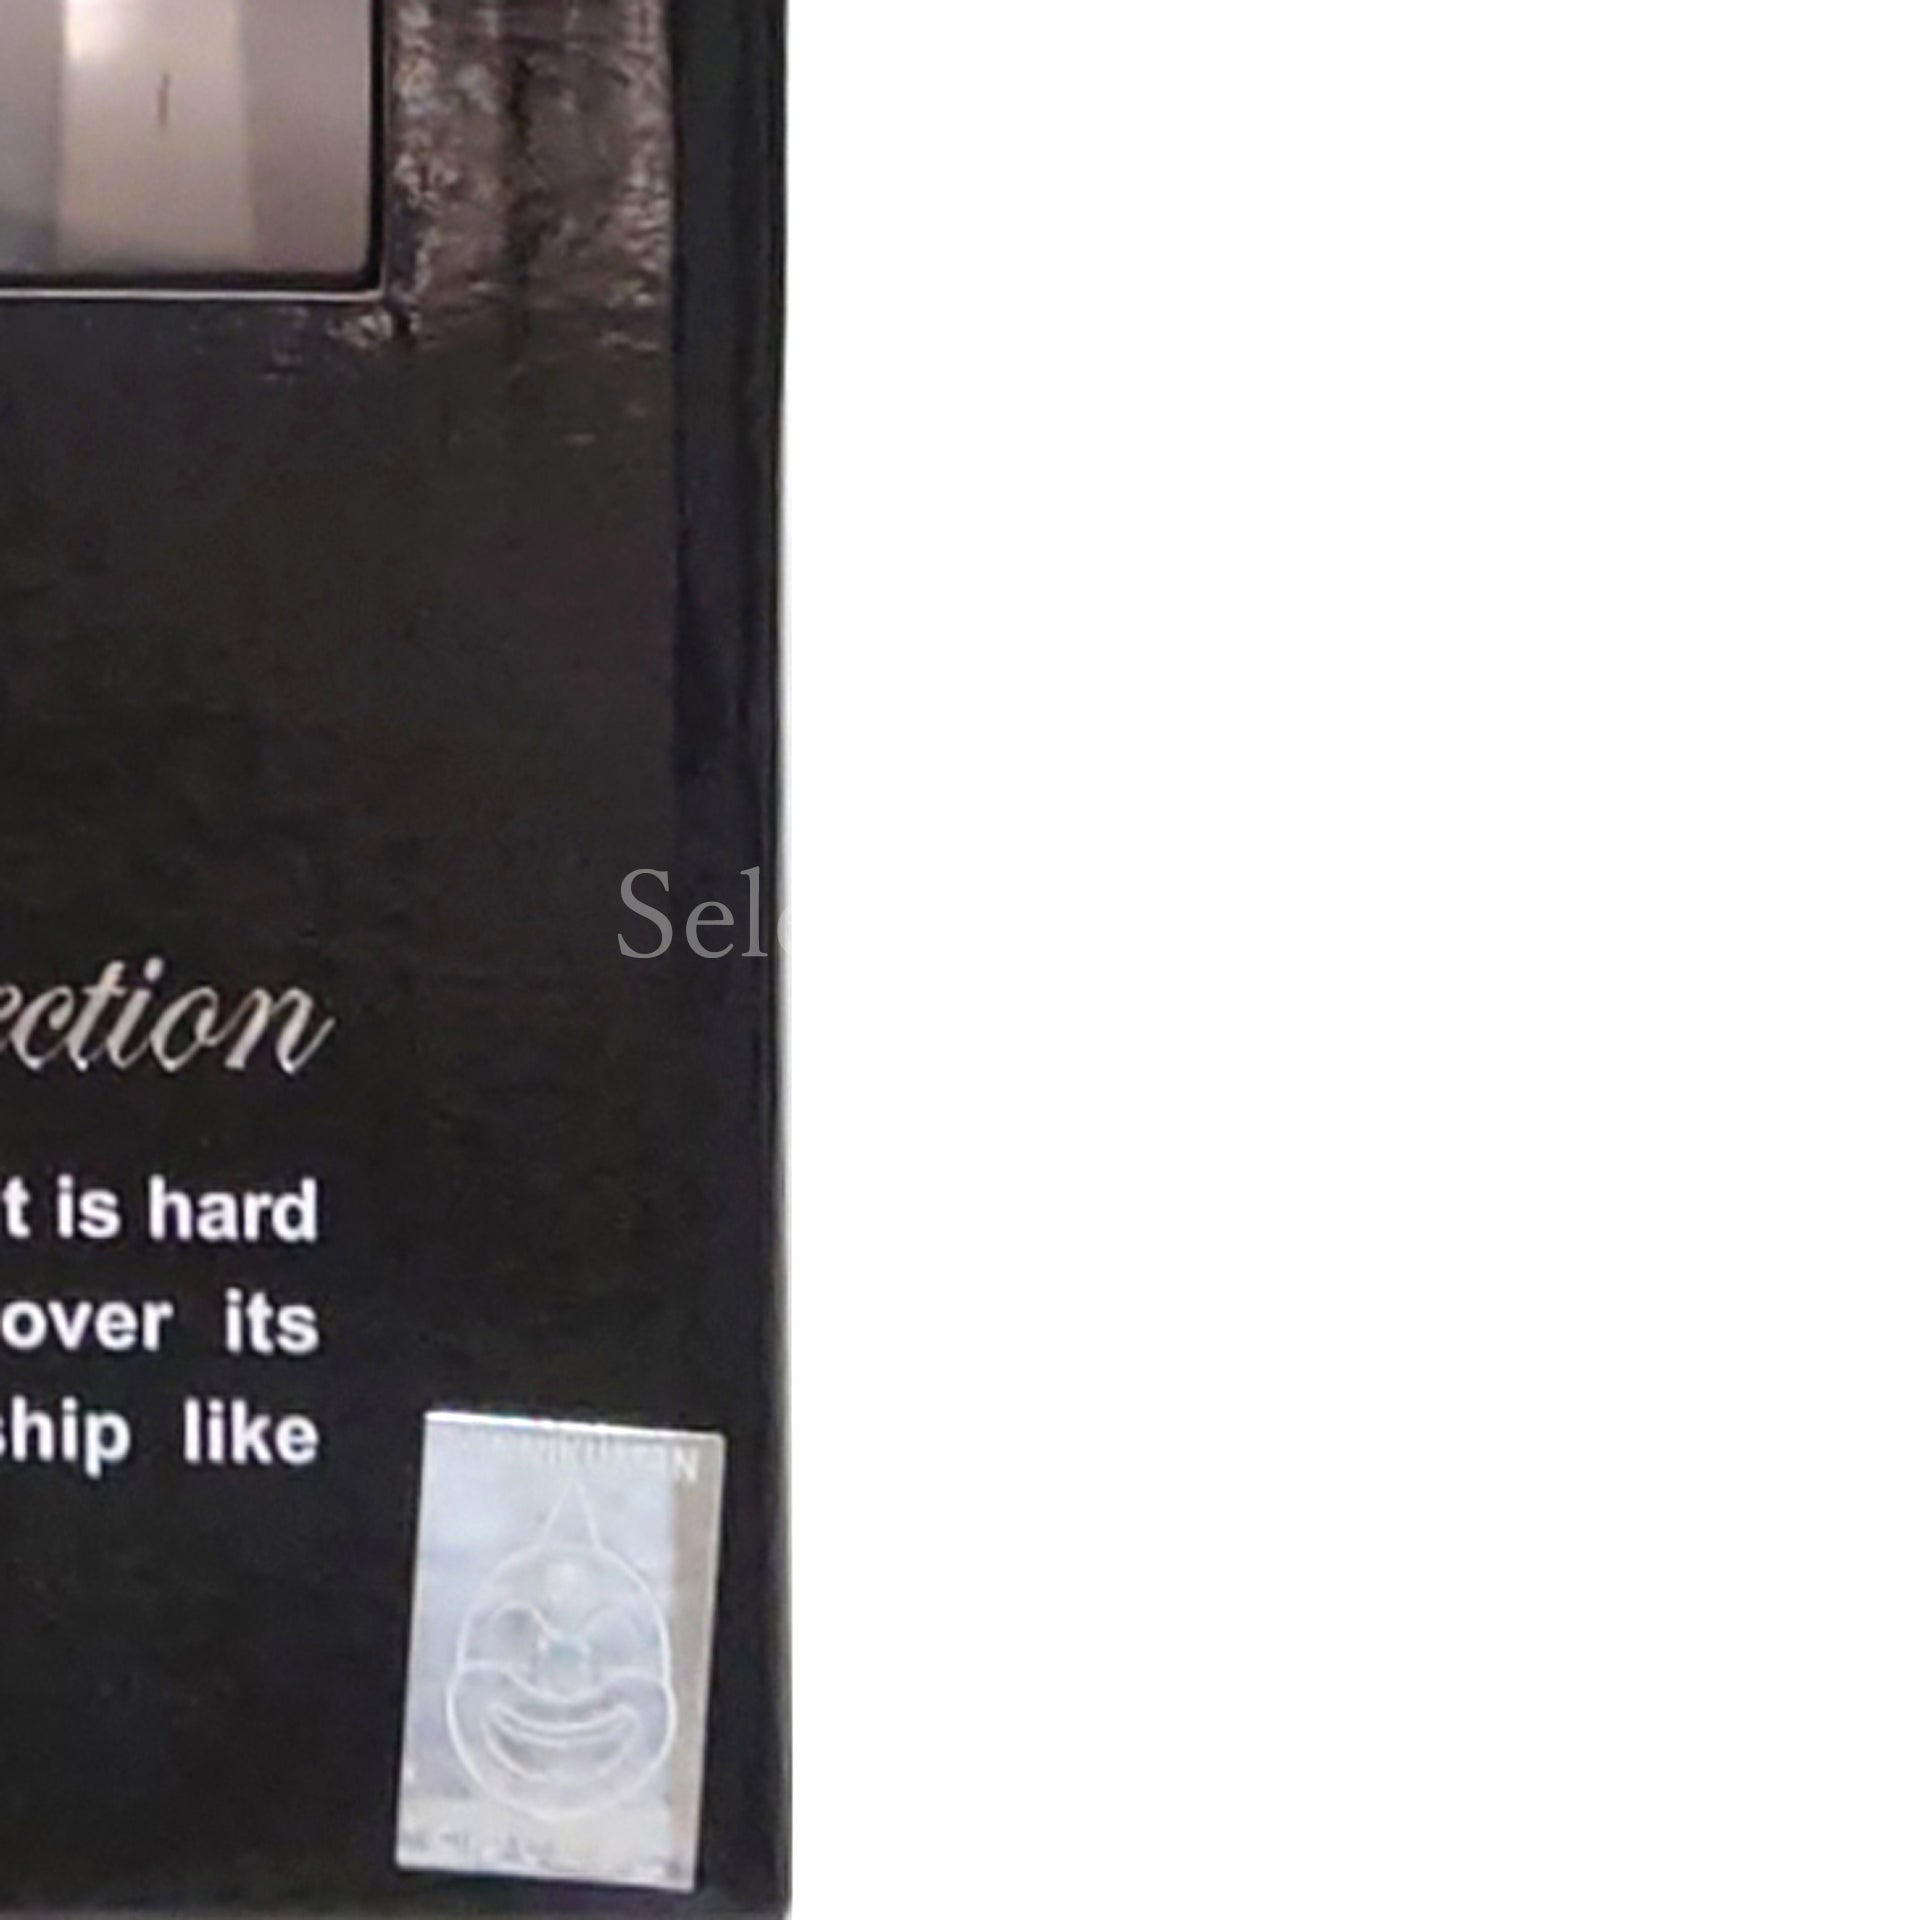 Sele
ection
t is hard
over its
ship like